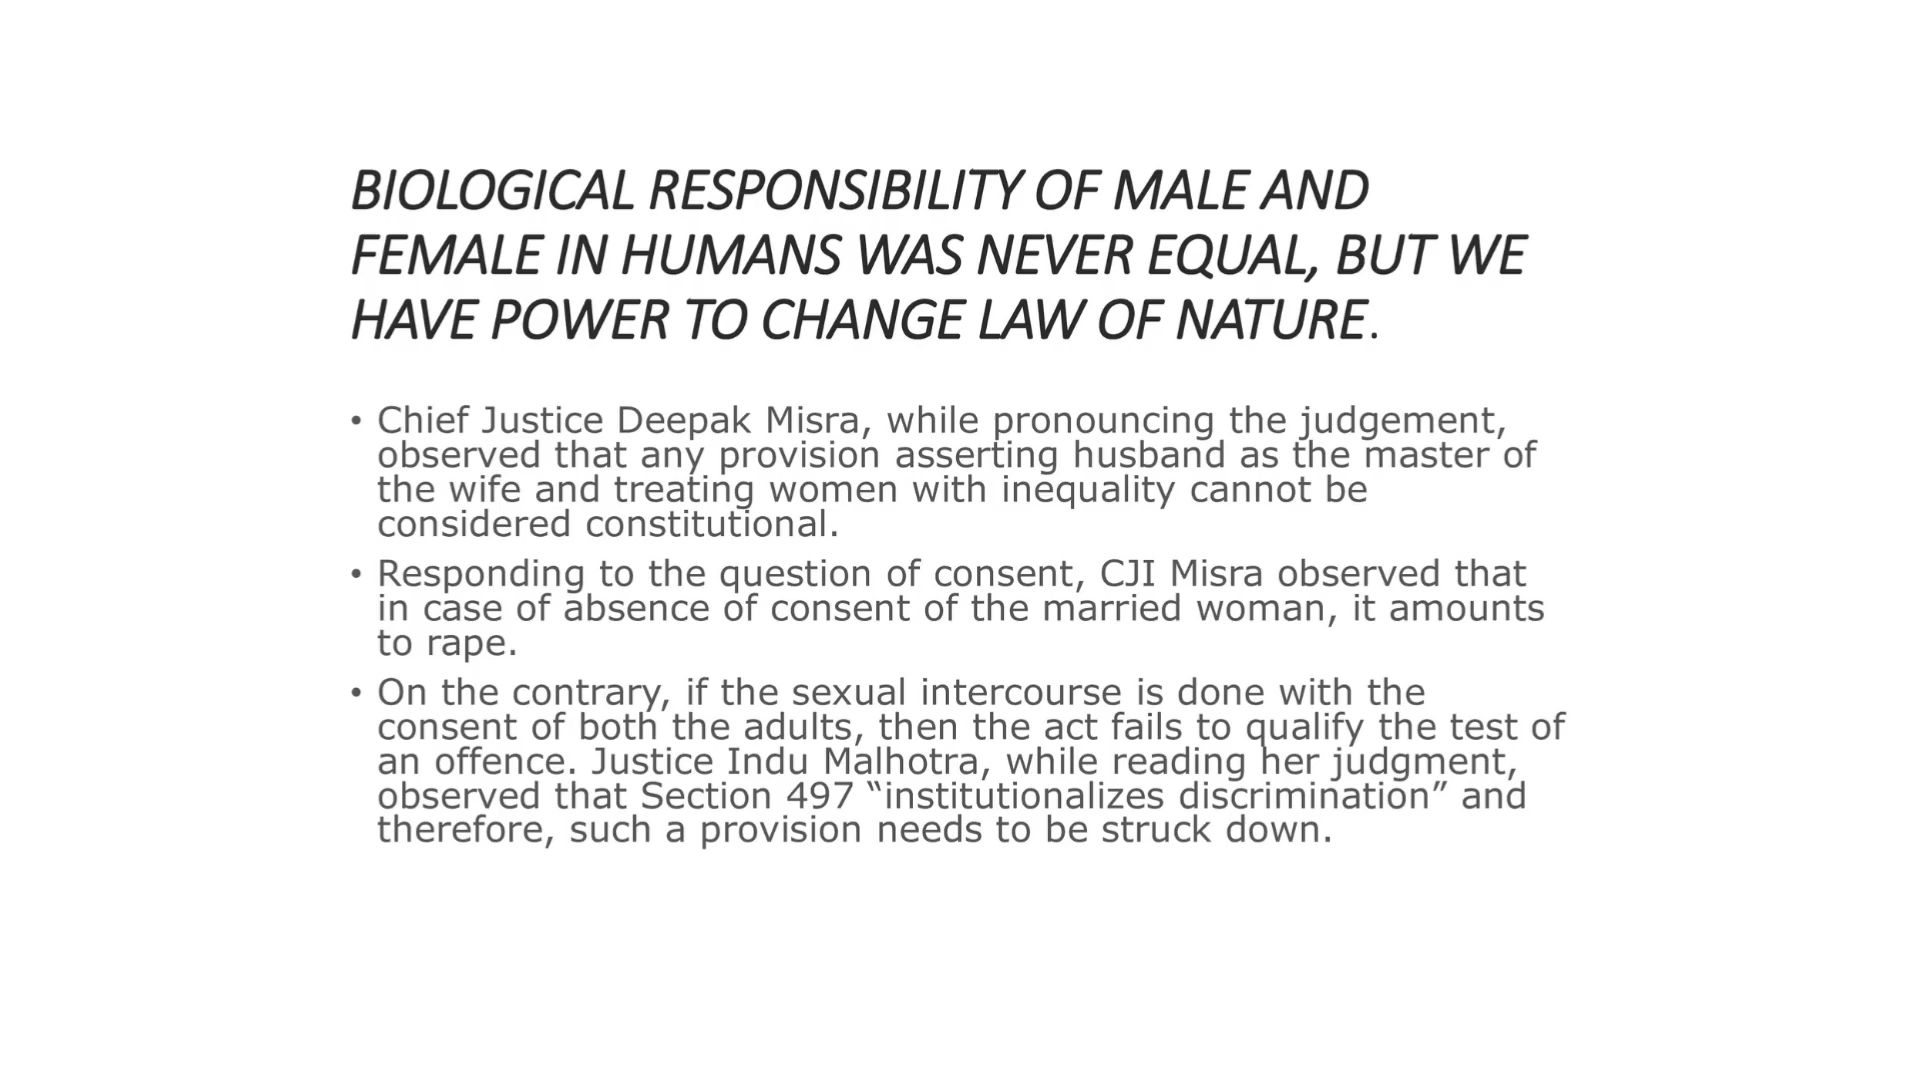 BIOLOGICAL RESPONSIBILITY OF MALE AND
FEMALE IN HUMANS WAS NEVER EQUAL, BUT WE
HAVE POWER TO CHANGE LAW OF NATURE.
• Chief Justice Deepak Misra, while pronouncing the judgement,
observed that any provision asserting husband as the master of
the wife and treating women with inequality cannot be
considered constitutional.
• Responding to the question of consent, CJI Misra observed that
in case of absence of consent of the married woman, it amounts
to rape.
• On the contrary, if the sexual intercourse is done with the
consent of both the adults, then the act fails to qualify the test of
an offence. Justice Indu Malhotra, while reading her judgment,
observed that Section 497 “institutionalizes discrimination” and
therefore, such a provision needs to be struck down.